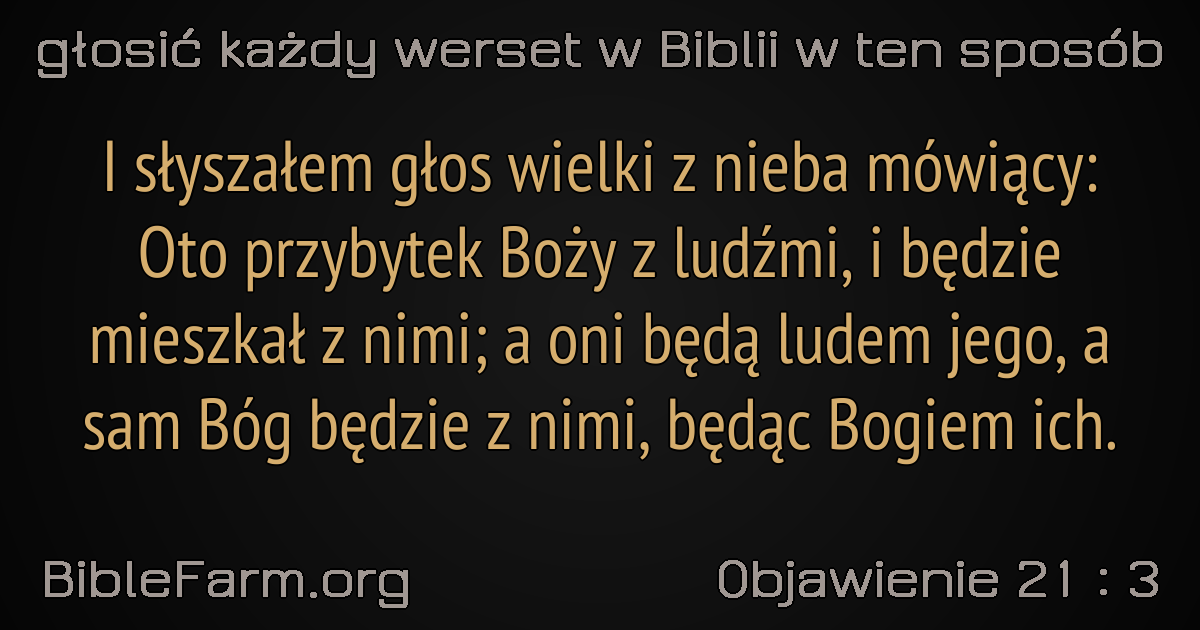 głosić każdy werset w Biblii w ten sposób
I słyszałem głos wielki z nieba mówiący:
Oto przybytek Boży z ludźmi, i będzie
mieszkał z nimi; a oni będą ludem jego, a
sam Bóg będzie z nimi, będąc Bogiem ich.
BibleFarm.org
Objawienie 21 : 3